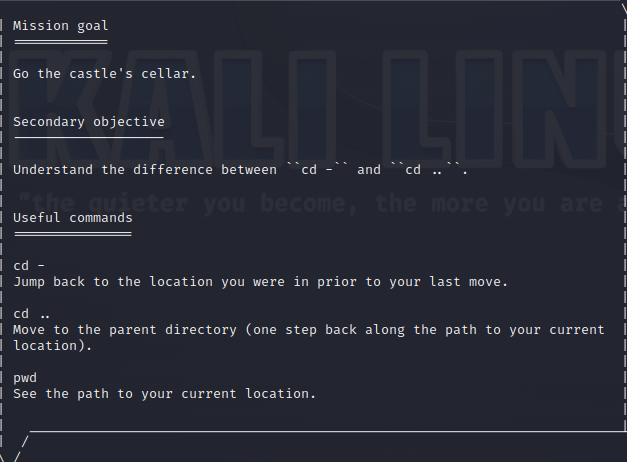 Mission goal
============
Go the castle's cellar.
Secondary objective
-------------------
Understand the difference between ``cd -`` and ``cd ..``.
Useful commands
===============
cd -
Jump back to the location you were in prior to your last move.
cd ..
Move to the parent directory (one step back along the path to your current
location).
pwd
See the path to your current location.
KALI LIN
"the quieter you become, the more you are a